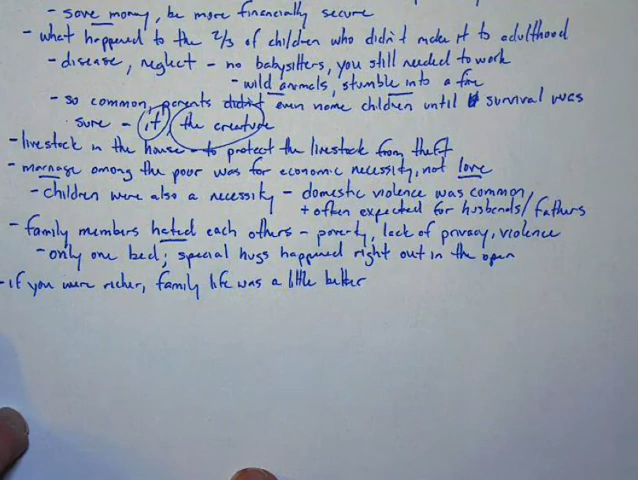 - save money, be more financially secure
- what happened to the 2/3 of children who didn't make it to adulthood
- disease, neglect - no babysitters, you still needed to work
- wild animals, stumble into a fire
- so common, parents didn't even name children until survival was
sure - "it", the creature
- livestock in the house - to protect the livestock from theft
- marriage among the poor was for economic necessity, not love
- children were also a necessity - domestic violence was common,
+ often expected for husbands/fathers
- family members hated each others - poverty, lack of privacy, violence
- only one bed; special hugs happened right out in the open
- if you were richer, family life was a little better